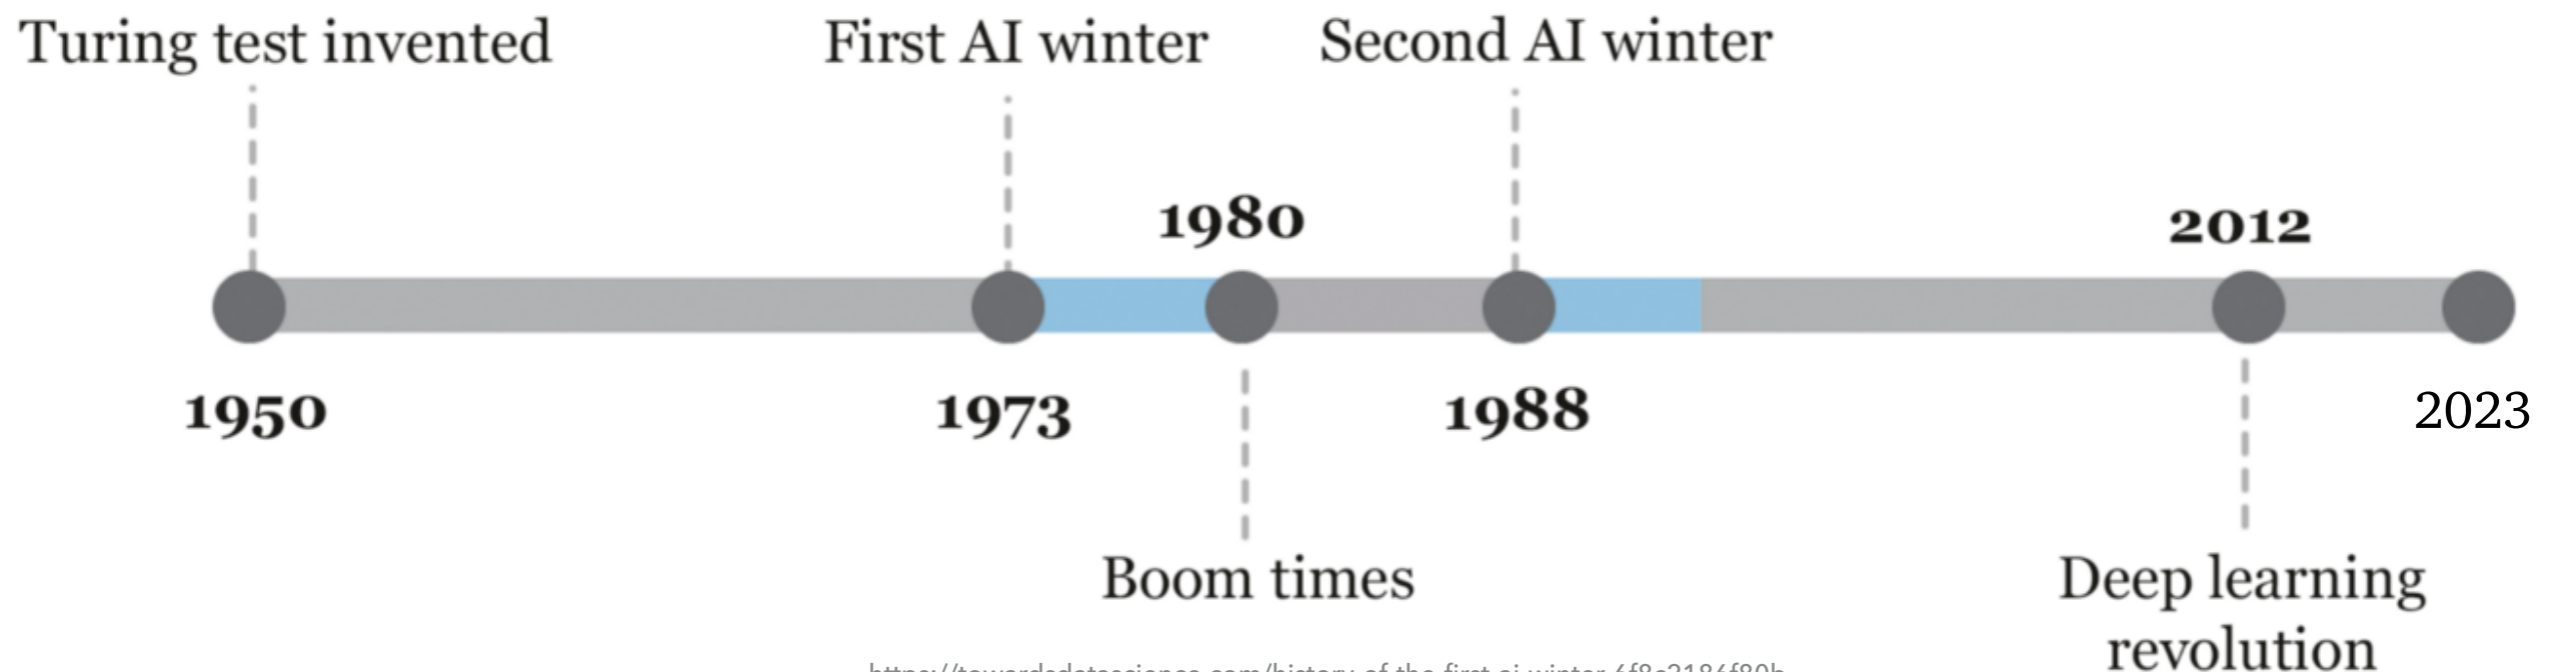 Turing test invented First AI winter Second AI winter
1980 2012
1950 1973 1988 2023
Boom times Deep learning
revolution